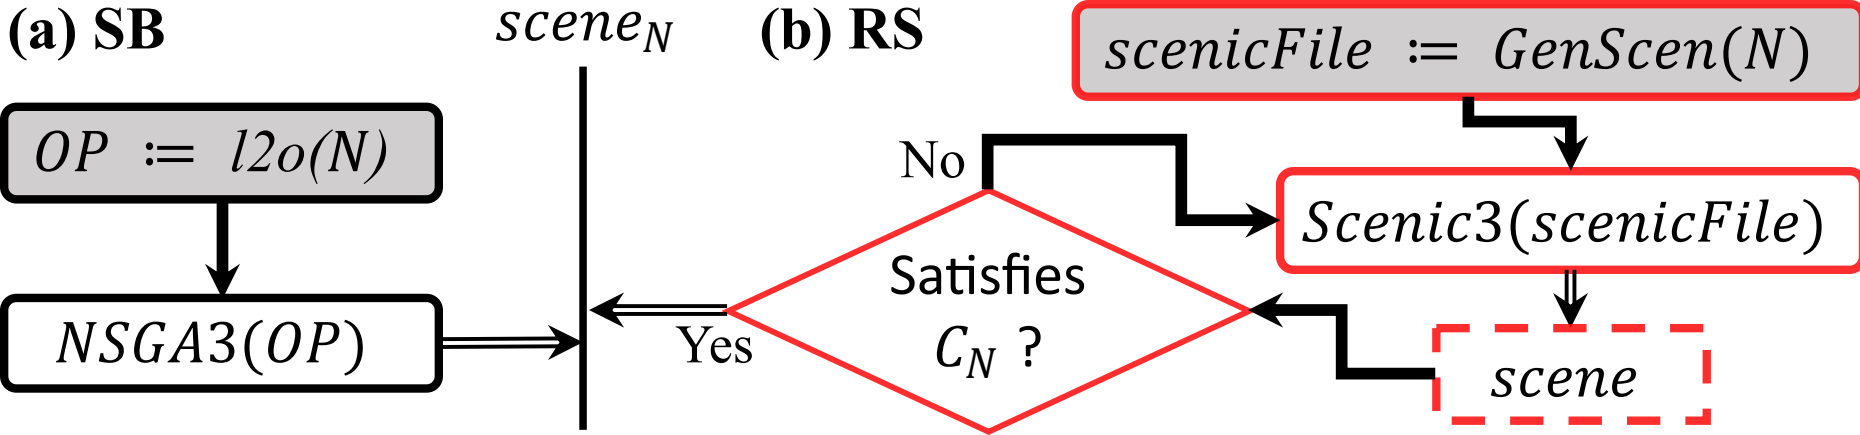 (a) SB
OP := l2o(N)
NSGA3(OP)
scene_N
(b) RS
scenicFile := GenScen(N)
No
Scenic3(scenicFile)
Satisfies
C_N ?
Yes
scene